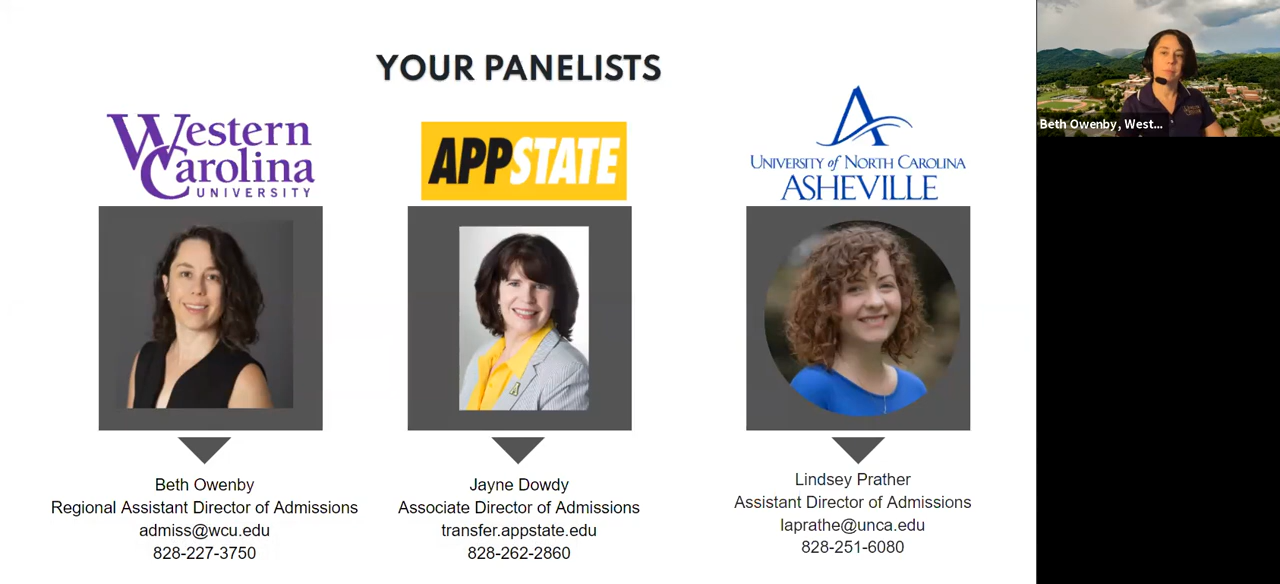 YOUR PANELISTS
Western
Carolina
UNIVERSITY
APPSTATE
UNIVERSITY of NORTH CAROLINA
ASHEVILLE
Beth Owenby
Regional Assistant Director of Admissions
admiss@wcu.edu
828-227-3750
Jayne Dowdy
Associate Director of Admissions
transfer.appstate.edu
828-262-2860
Lindsey Prather
Assistant Director of Admissions
laprathe@unca.edu
828-251-6080
Beth Owenby, West...